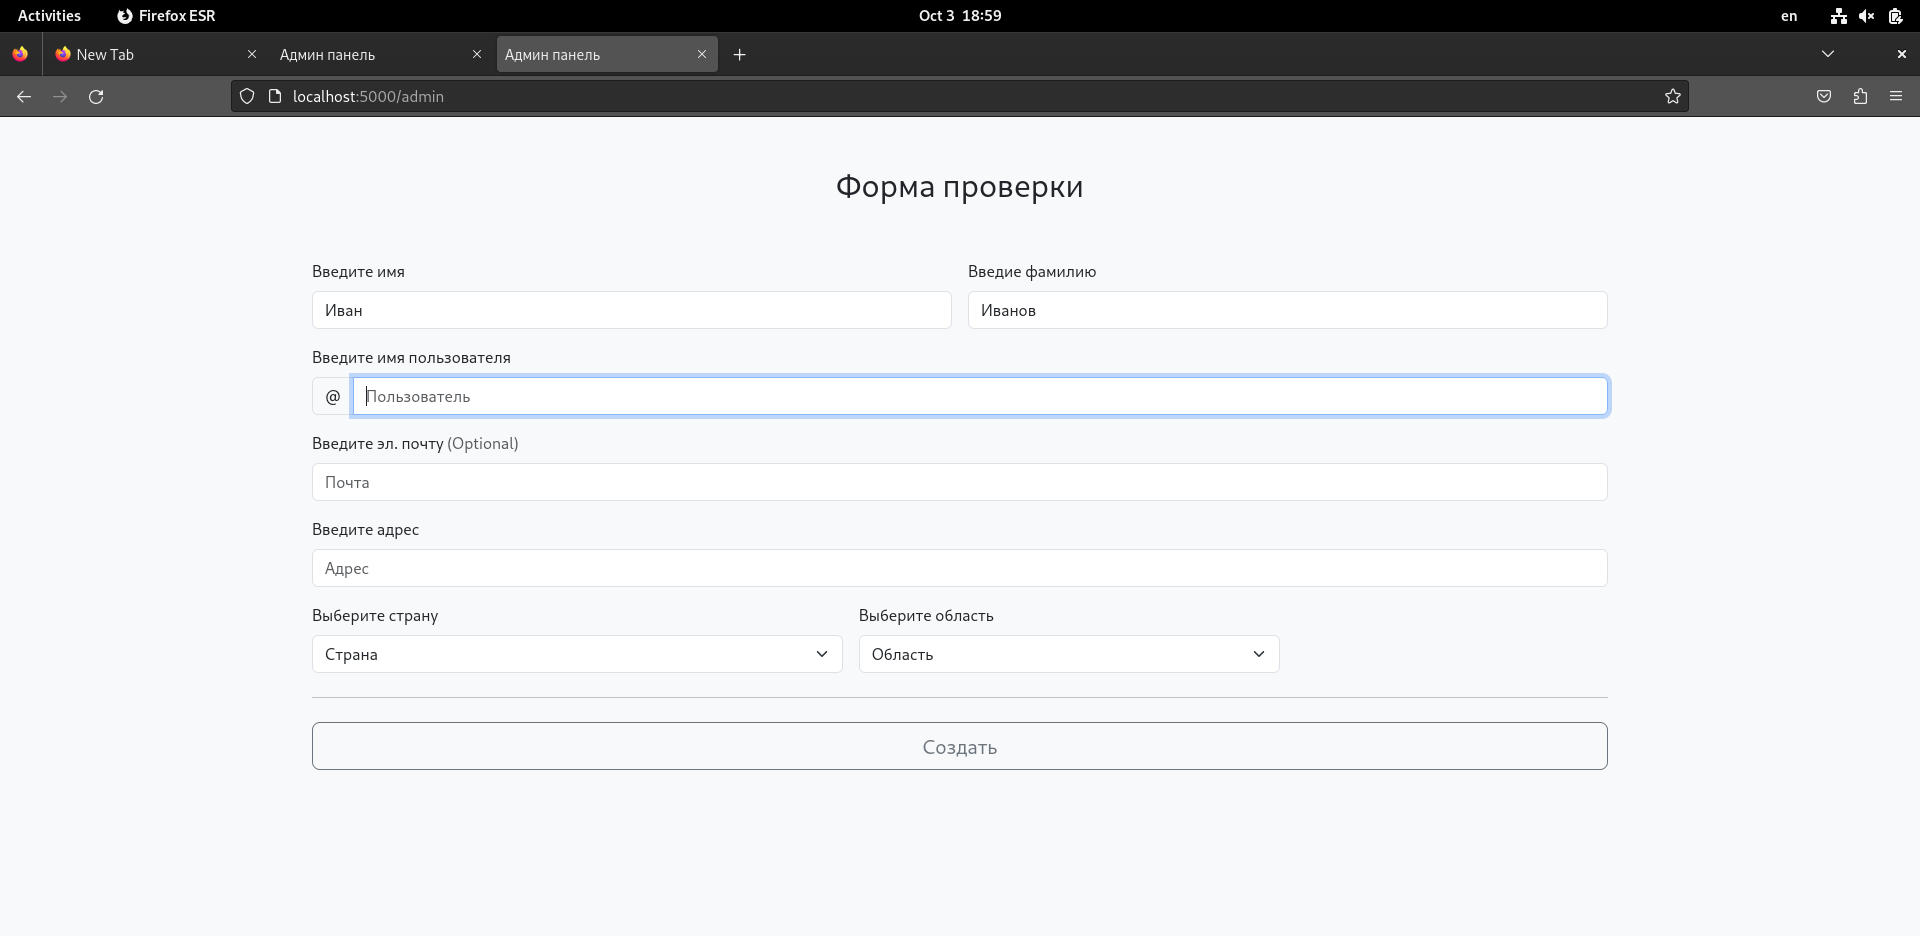 Activities Firefox ESR Oct 3 18:59 en
New Tab Админ панель Админ панель
localhost:5000/admin
Форма проверки
Введите имя Введие фамилию
Иван Иванов
Введите имя пользователя
@ Пользователь
Введите эл. почту (Optional)
Почта
Введите адрес
Адрес
Выберите страну Выберите область
Страна Область
Создать